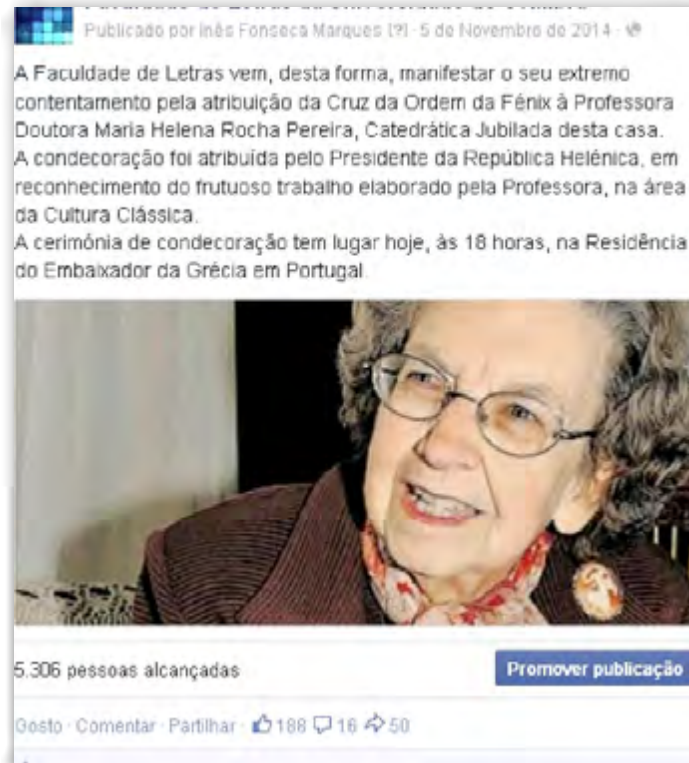 Publicado por Inês Fonseca Marques [?] · 5 de Novembro de 2014 ·
A Faculdade de Letras vem, desta forma, manifestar o seu extremo
contentamento pela atribuição da Cruz da Ordem da Fénix à Professora
Doutora Maria Helena Rocha Pereira, Catedrática Jubilada desta casa.
A condecoração foi atribuída pelo Presidente da República Helénica, em
reconhecimento do frutuoso trabalho elaborado pela Professora, na área
da Cultura Clássica.
A cerimónia de condecoração tem lugar hoje, às 18 horas, na Residência
do Embaixador da Grécia em Portugal.
5.306 pessoas alcançadas
Promover publicação
Gosto · Comentar · Partilhar · 188 16 50